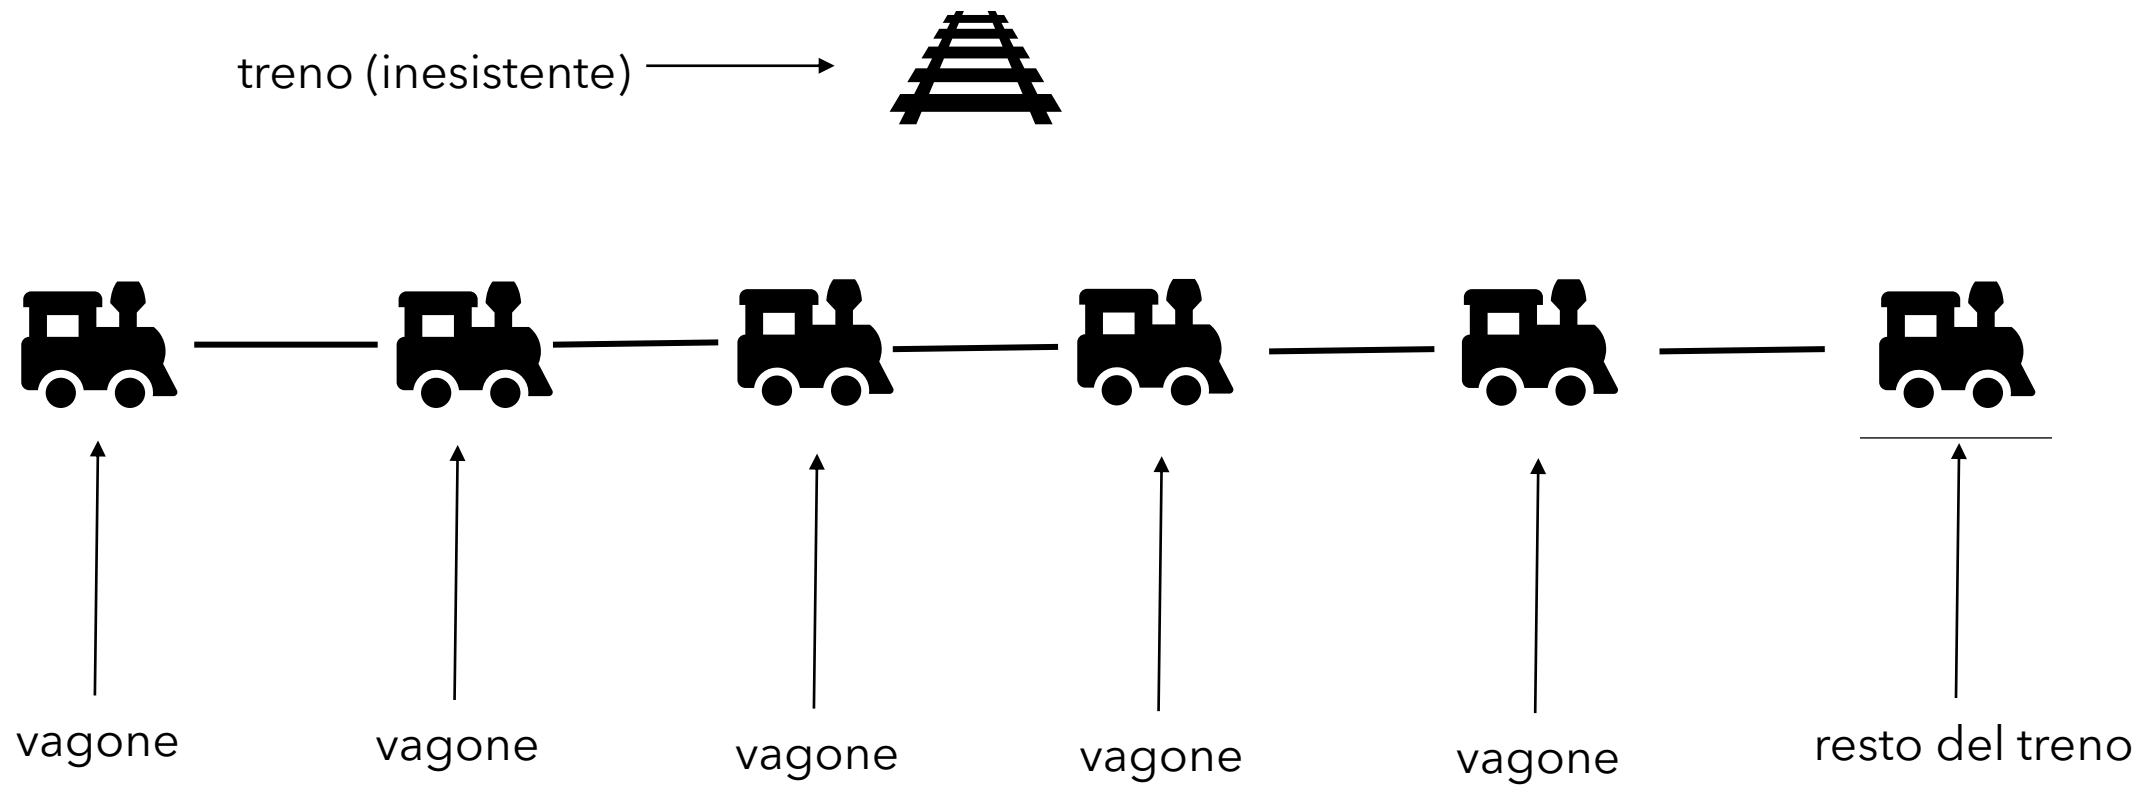 treno (inesistente)
vagone
vagone
vagone
vagone
vagone
resto del treno